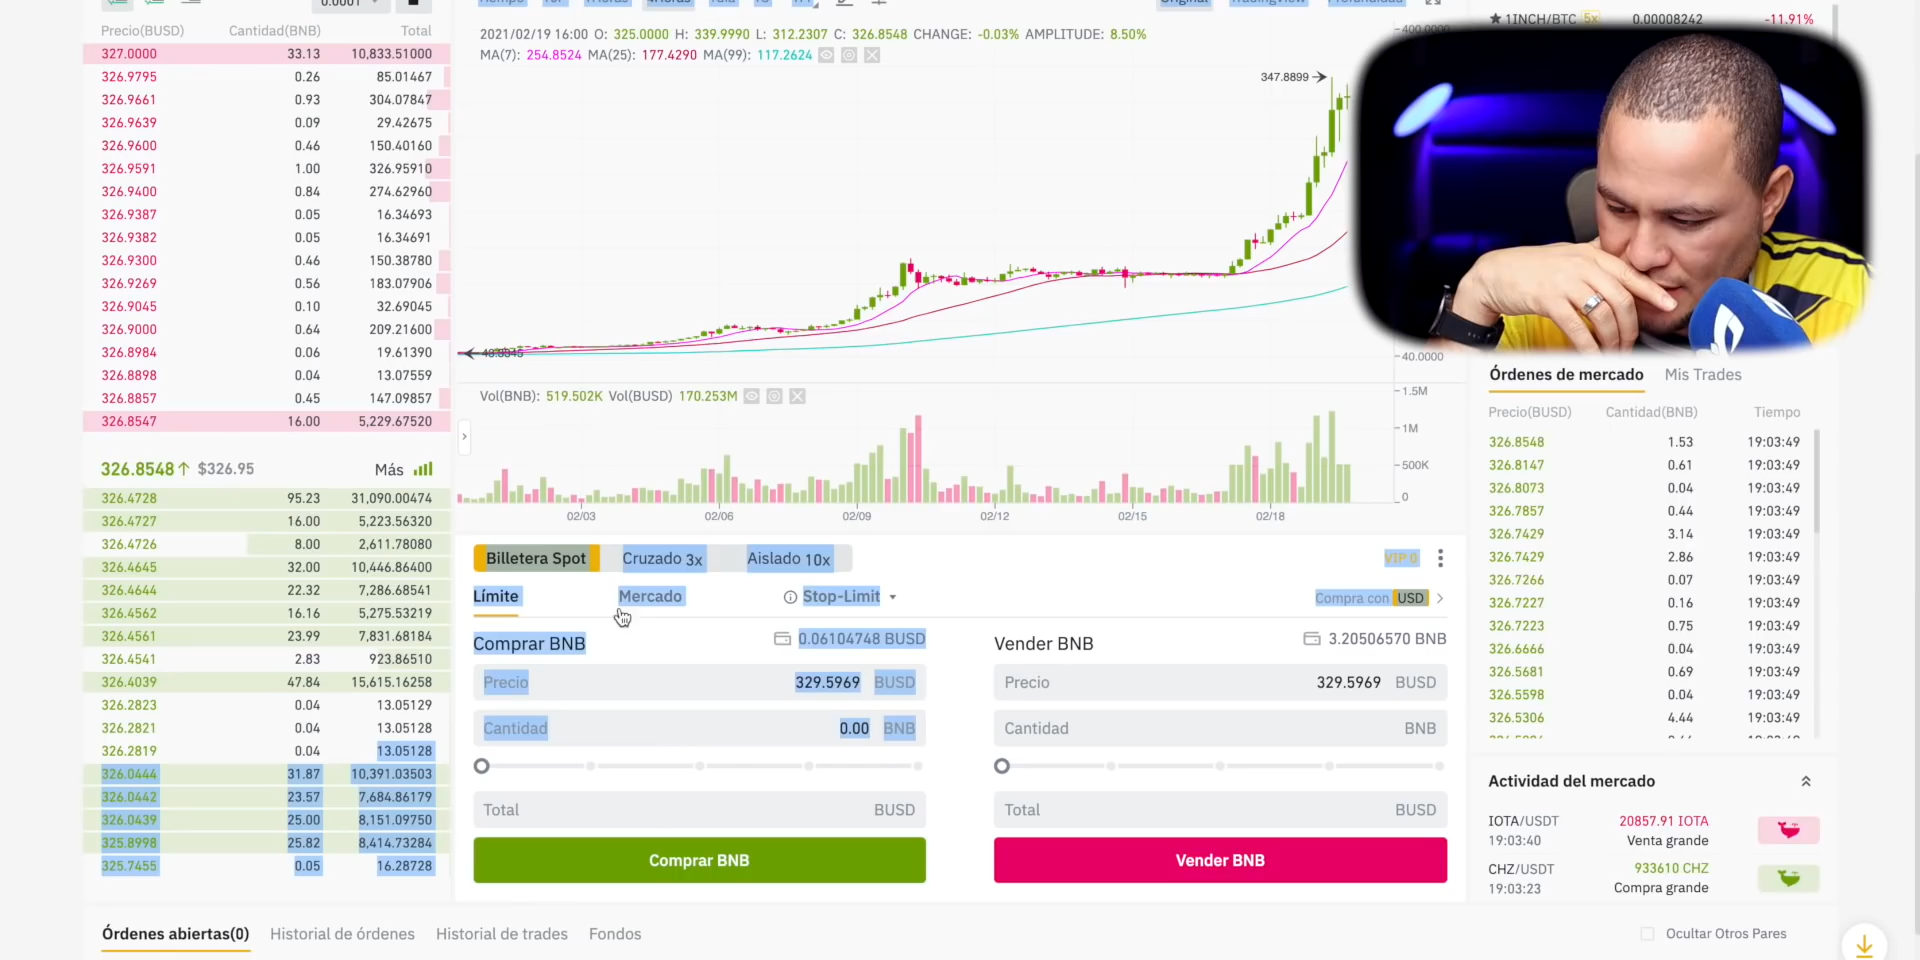 0.0001
Precio(BUSD) Cantidad(BNB) Total
327.0000 33.13 10,833.51000
326.9795 0.26 85.01467
326.9661 0.93 304.07847
326.9639 0.09 29.42675
326.9600 0.46 150.40160
326.9591 1.00 326.95910
326.9400 0.84 274.62960
326.9387 0.05 16.34693
326.9382 0.05 16.34691
326.9300 0.46 150.38780
326.9269 0.56 183.07906
326.9045 0.10 32.69045
326.9000 0.64 209.21600
326.8984 0.06 19.61390
326.8898 0.04 13.07559
326.8857 0.45 147.09857
326.8547 16.00 5,229.67520
326.8548↑ $326.95 Más
326.4728 95.23 31,090.00474
326.4727 16.00 5,223.56320
326.4726 8.00 2,611.78080
326.4645 32.00 10,446.86400
326.4644 22.32 7,286.68541
326.4562 16.16 5,275.53219
326.4561 23.99 7,831.68184
326.4541 2.83 923.86510
326.4039 47.84 15,615.16258
326.2823 0.04 13.05129
326.2821 0.04 13.05128
326.2819 0.04 13.05128
326.0444 31.87 10,391.03503
326.0442 23.57 7,684.86179
326.0439 25.00 8,151.09750
325.8998 25.82 8,414.73284
325.7455 0.05 16.28728
Original TradingView Profundidad
2021/02/19 16:00 O: 325.0000 H: 339.9990 L: 312.2307 C: 326.8548 CHANGE: -0.03% AMPLITUDE: 8.50%
MA(7): 254.8524 MA(25): 177.4290 MA(99): 117.2624
400.0000
347.8899
40.0000
Vol(BNB): 519.502K Vol(BUSD) 170.253M
1.5M
1M
500K
0
02/03 02/06 02/09 02/12 02/15 02/18
Billetera Spot Cruzado 3x Aislado 10x VIP 0
Límite Mercado Stop-Limit Compra con USD
Comprar BNB 0.06104748 BUSD
Precio 329.5969 BUSD
Cantidad 0.00 BNB
Total BUSD
Comprar BNB
Vender BNB 3.20506570 BNB
Precio 329.5969 BUSD
Cantidad BNB
Total BUSD
Vender BNB
1INCH/BTC 5x 0.00008242 -11.91%
Órdenes de mercado Mis Trades
Precio(BUSD) Cantidad(BNB) Tiempo
326.8548 1.53 19:03:49
326.8147 0.61 19:03:49
326.8073 0.04 19:03:49
326.7857 0.44 19:03:49
326.7429 3.14 19:03:49
326.7429 2.86 19:03:49
326.7266 0.07 19:03:49
326.7227 0.16 19:03:49
326.7223 0.75 19:03:49
326.6666 0.04 19:03:49
326.5681 0.69 19:03:49
326.5598 0.04 19:03:49
326.5306 4.44 19:03:49
Actividad del mercado
IOTA/USDT 20857.91 IOTA
19:03:40 Venta grande
CHZ/USDT 933610 CHZ
19:03:23 Compra grande
Órdenes abiertas(0) Historial de órdenes Historial de trades Fondos Ocultar Otros Pares